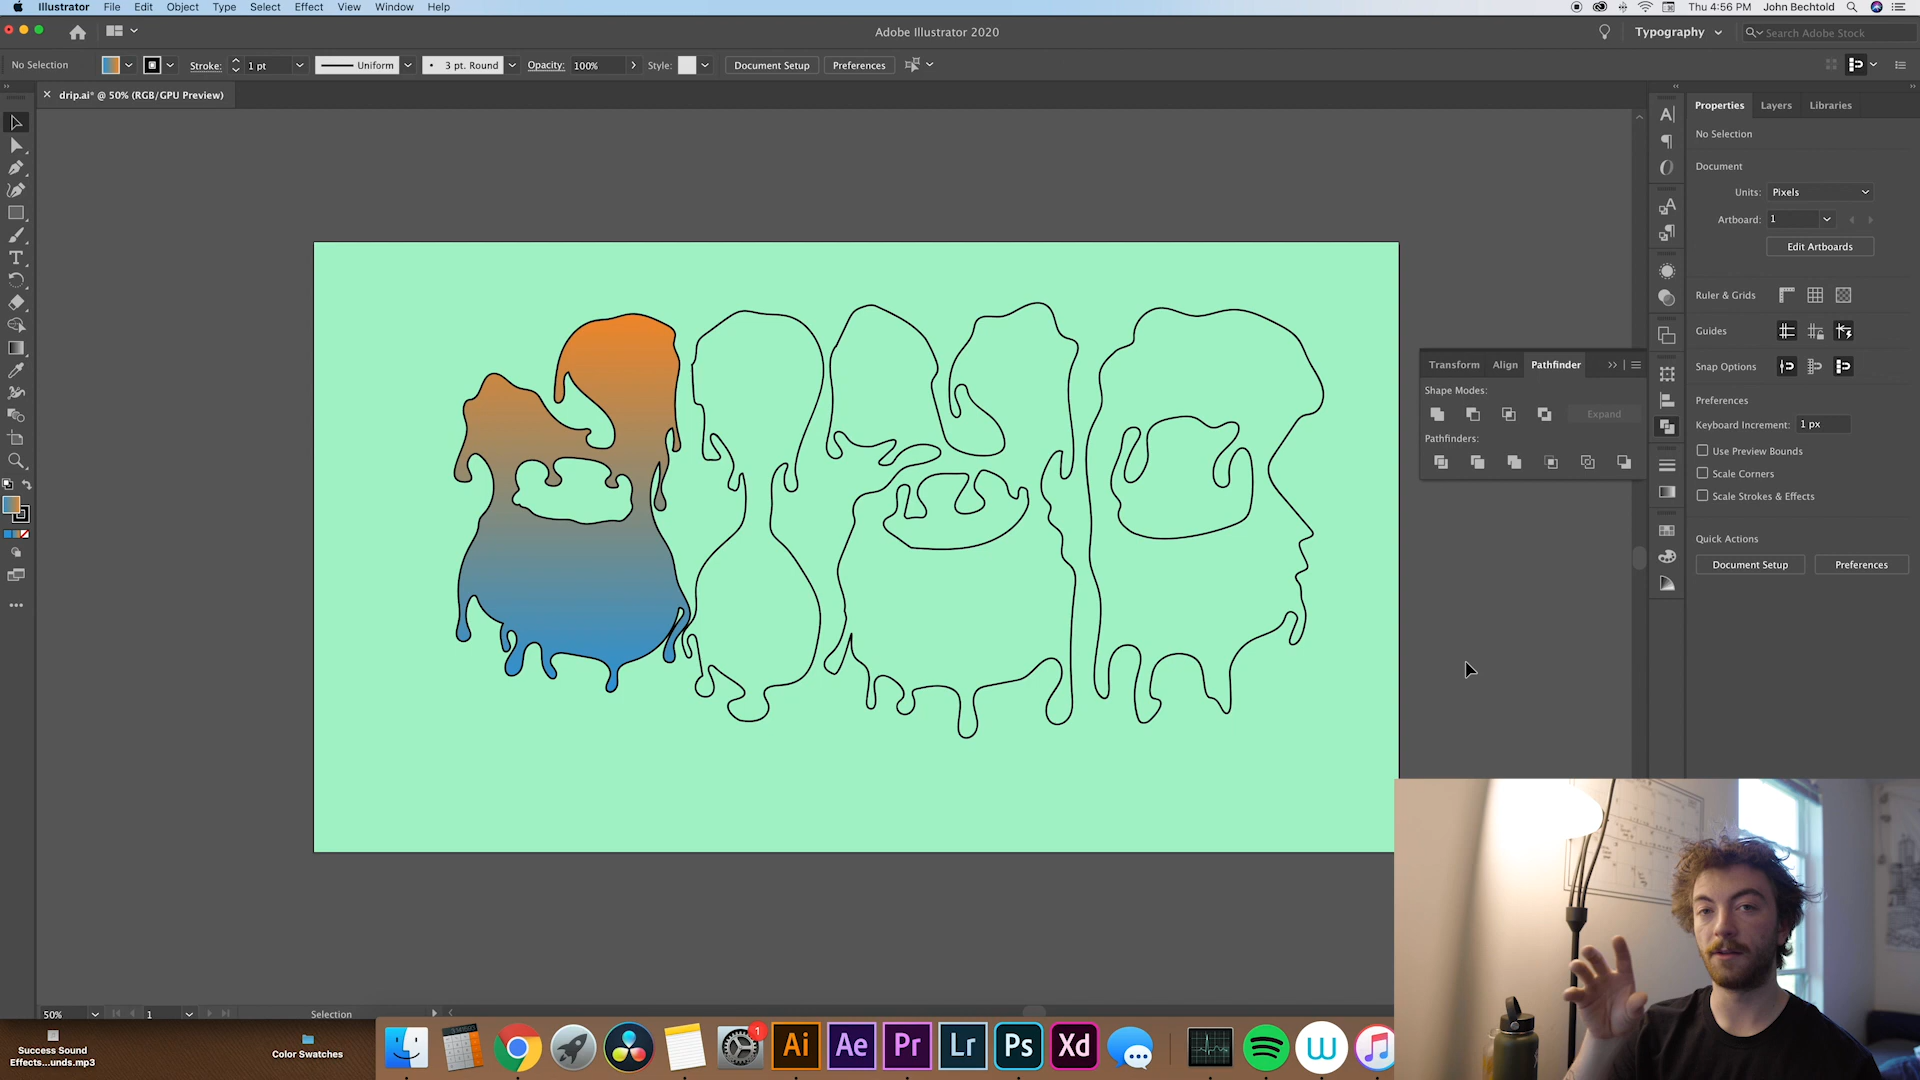 Illustrator File Edit Object Type Select Effect View Window Help
Thu 4:56 PM John Bechtold
Adobe Illustrator 2020
Typography
Search Adobe Stock
No Selection
Stroke: 1 pt
Uniform
3 pt. Round
Opacity: 100%
Style:
Document Setup
Preferences
drip.ai* @ 50% (RGB/GPU Preview)
Properties Layers Libraries
No Selection
Document
Units: Pixels
Artboard: 1
Edit Artboards
Ruler & Grids
Guides
Snap Options
Preferences
Keyboard Increment: 1 px
Use Preview Bounds
Scale Corners
Scale Strokes & Effects
Quick Actions
Document Setup Preferences
Transform Align Pathfinder
Shape Modes:
Expand
Pathfinders:
drip
50% 1 Selection
Success Sound
Effects...unds.mp3
Color Swatches
1
Ai Ae Pr Lr Ps Xd